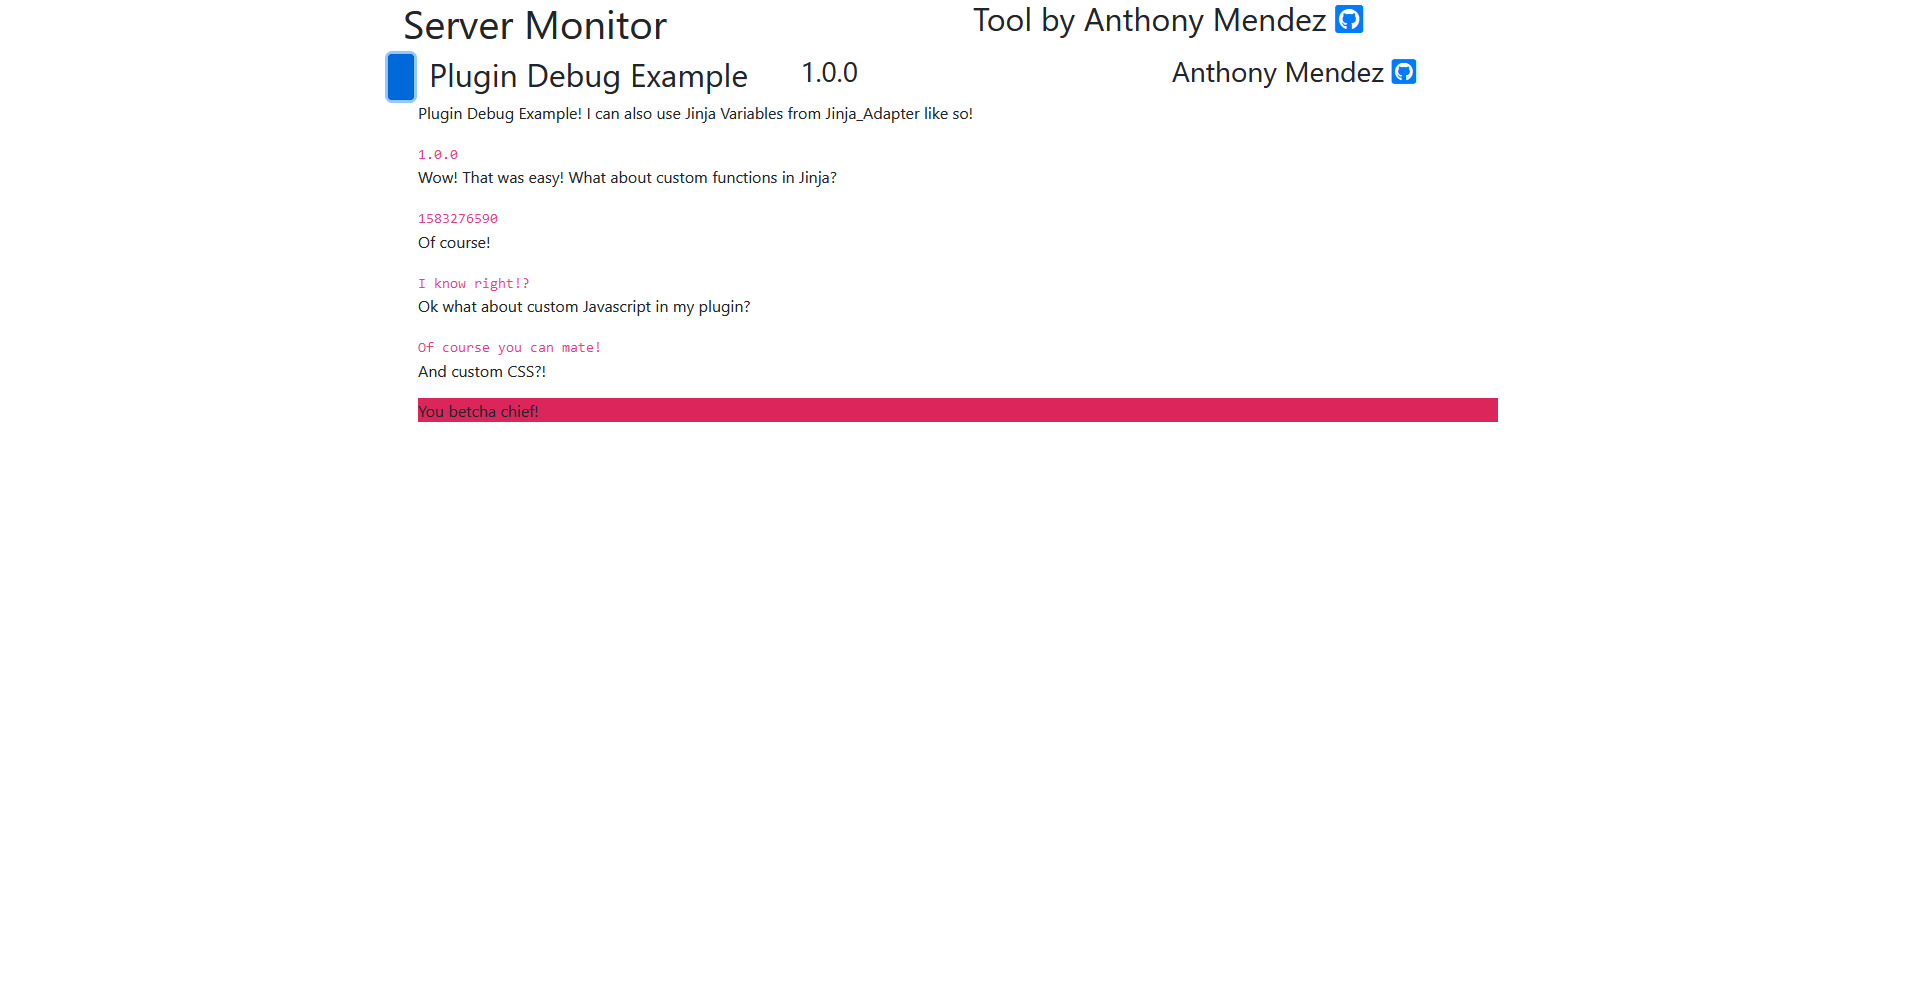 Server Monitor
Tool by Anthony Mendez
Plugin Debug Example
1.0.0
Anthony Mendez
Plugin Debug Example! I can also use Jinja Variables from Jinja_Adapter like so!
1.0.0
Wow! That was easy! What about custom functions in Jinja?
1583276590
Of course!
I know right!?
Ok what about custom Javascript in my plugin?
Of course you can mate!
And custom CSS?!
You betcha chief!